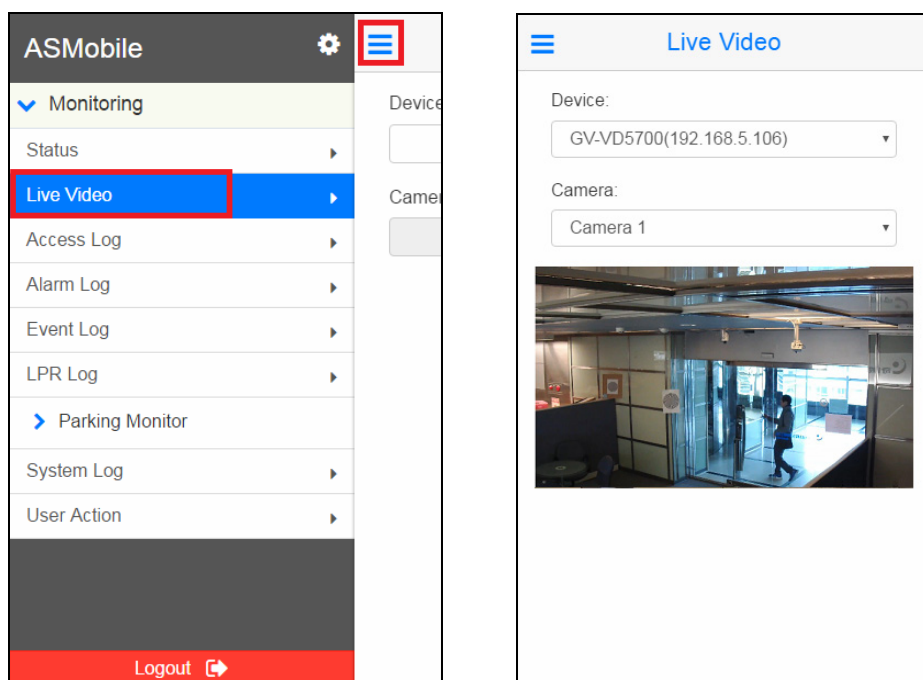 ASMobile
Monitoring
Status
Live Video
Access Log
Alarm Log
Event Log
LPR Log
Parking Monitor
System Log
User Action
Logout
Device
Camer
Live Video
Device:
GV-VD5700(192.168.5.106)
Camera:
Camera 1